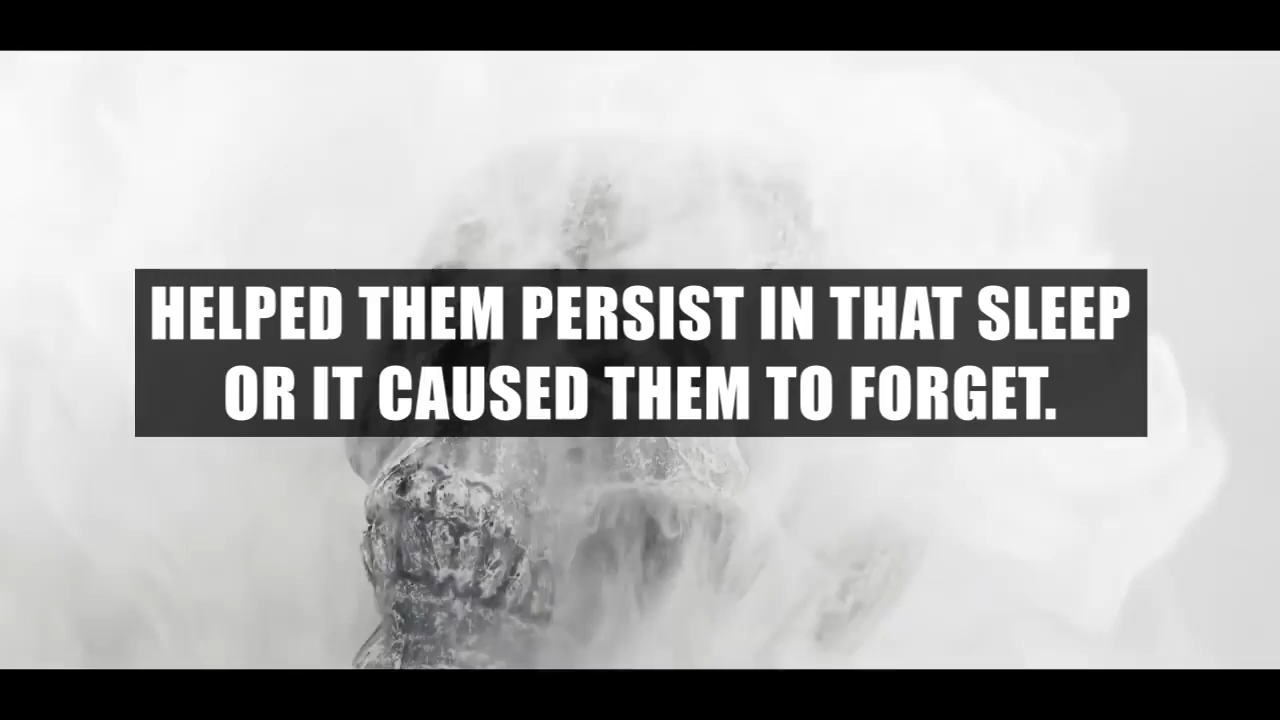 HELPED THEM PERSIST IN THAT SLEEP
OR IT CAUSED THEM TO FORGET.